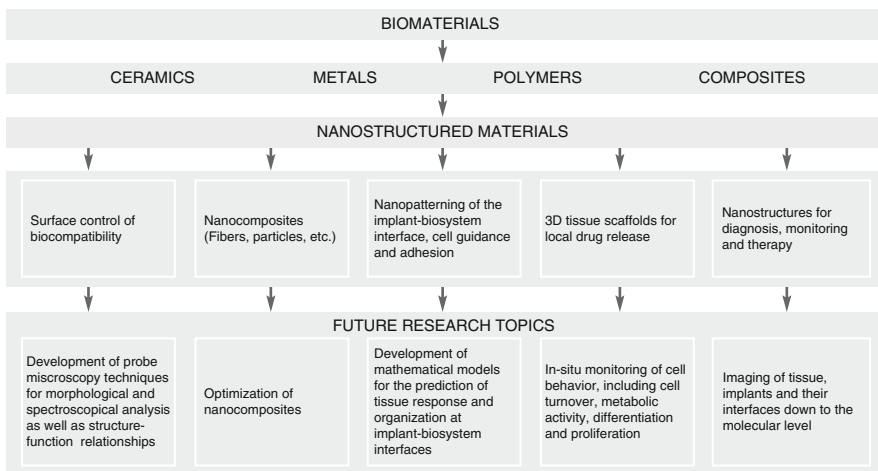 BIOMATERIALS
CERAMICS METALS POLYMERS COMPOSITES
NANOSTRUCTURED MATERIALS
Surface control of
biocompatibility
Nanocomposites
(Fibers, particles, etc.)
Nanopatterning of the
implant-biosystem
interface, cell guidance
and adhesion
3D tissue scaffolds for
local drug release
Nanostructures for
diagnosis, monitoring
and therapy
FUTURE RESEARCH TOPICS
Development of probe
miscroscopy techniques
for morphological and
spectroscopical analysis
as well as structure-
function relationships
Optimization of
nanocomposites
Development of
mathematical models
for the prediction of
tissue response and
organization at
implant-biosystem
interfaces
In-situ monitoring of cell
behavior, including cell
turnover, metabolic
activity, differentiation
and proliferation
Imaging of tissue,
implants and their
interfaces down to the
molecular level